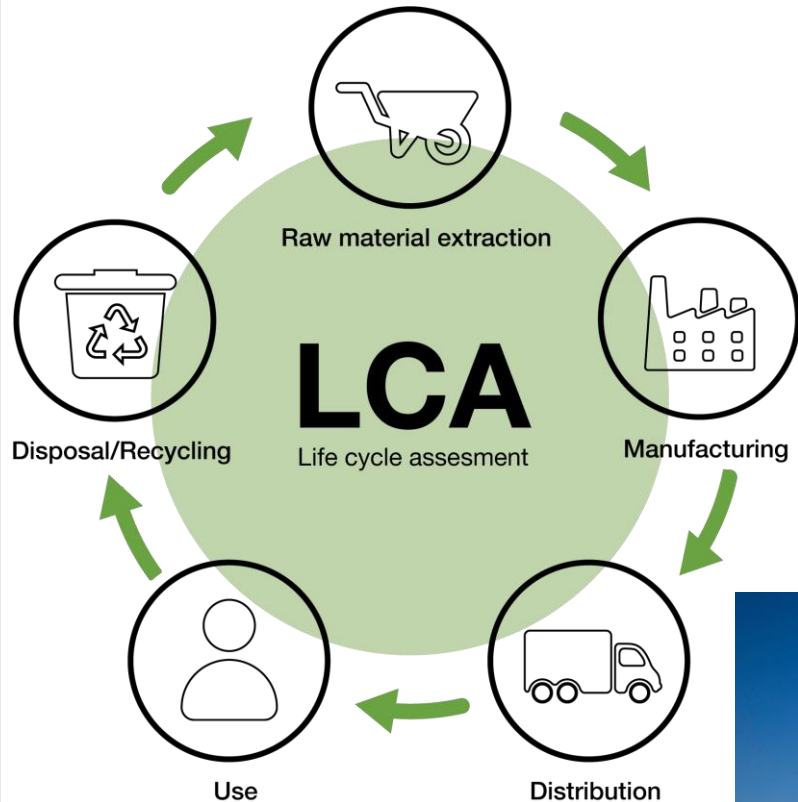 Raw material extraction
LCA
Life cycle assesment
Disposal/Recycling
Manufacturing
Use
Distribution